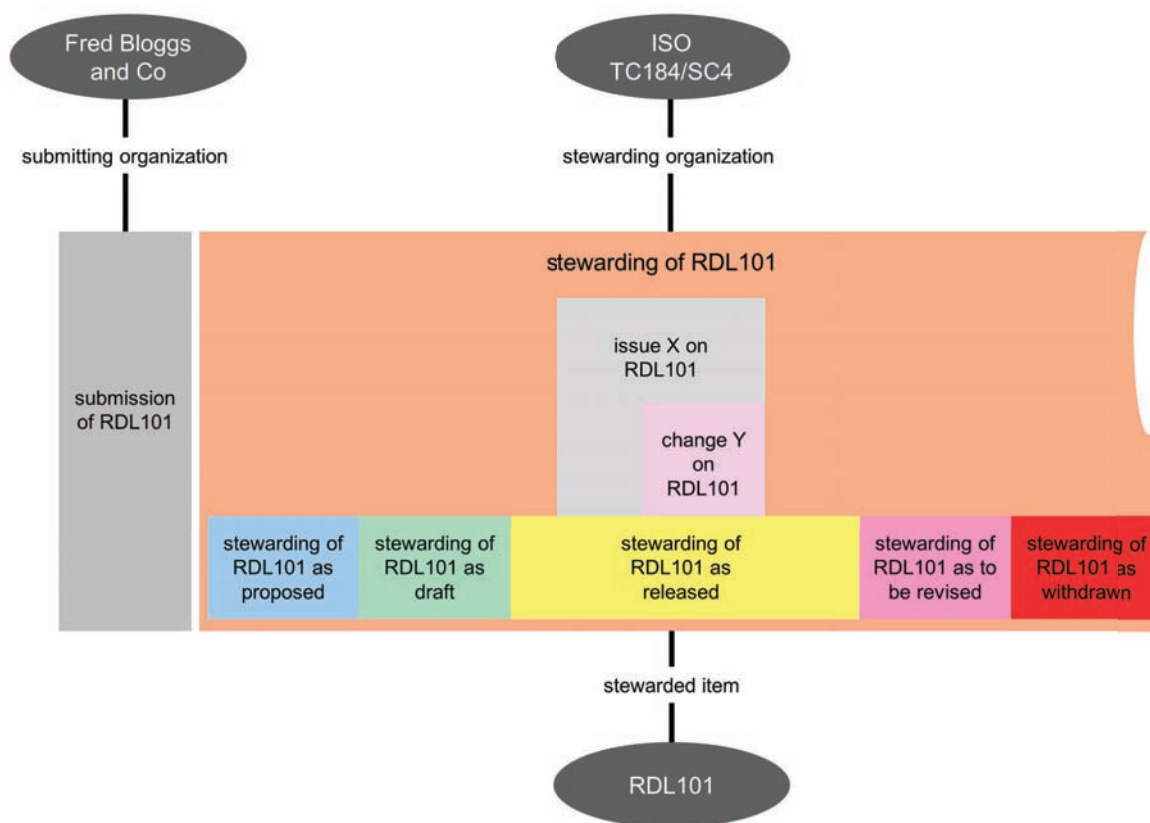 Fred Bloggs
and Co
ISO
TC184/SC4
submitting organization
stewarding organization
stewarding of RDL101
issue X on
RDL101
submission
of RDL101
change Y
on
RDL101
stewarding of
RDL101 as
proposed
stewarding of
RDL101 as
draft
stewarding of
RDL101 as
released
stewarding of
RDL101 as to
be revised
stewarding of
RDL101 as
withdrawn
stewarded item
RDL101